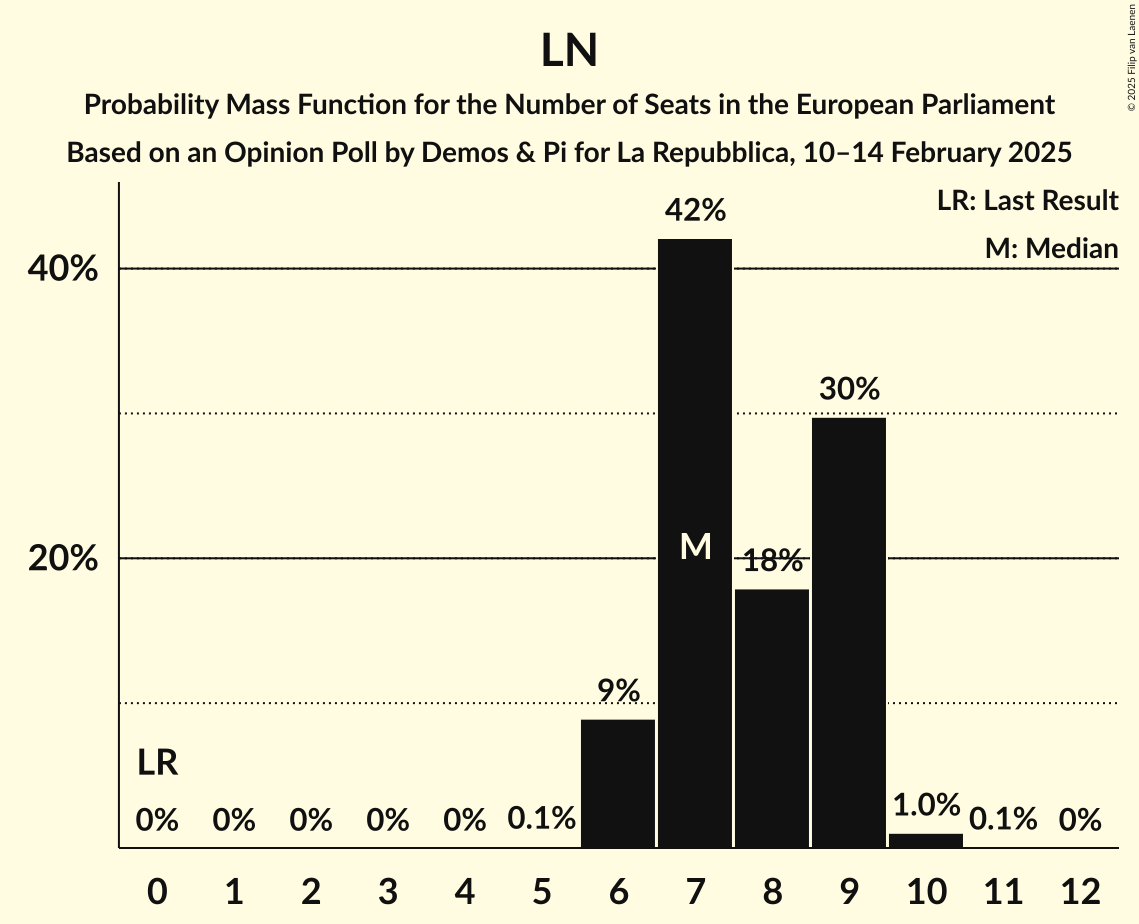 LN
Probability Mass Function for the Number of Seats in the European Parliament
Based on an Opinion Poll by Demos & Pi for La Repubblica, 10–14 February 2025
© 2025 Filip van Laenen
LR: Last Result
M: Median
40%
20%
42%
30%
18%
9%
M
LR
0%
0%
0%
0%
0%
0.1%
1.0%
0.1%
0%
0 1 2 3 4 5 6 7 8 9 10 11 12